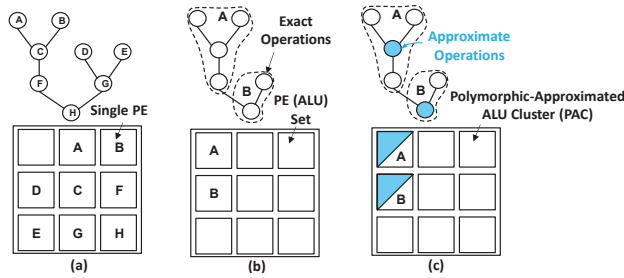 A B
C D E
F G
H
Single PE
A B
D C F
E G H
(a)
A
Exact
Operations
B
PE (ALU)
Set
A
B
(b)
A
Approximate
Operations
B
Polymorphic-Approximated
ALU Cluster (PAC)
A
B
(c)